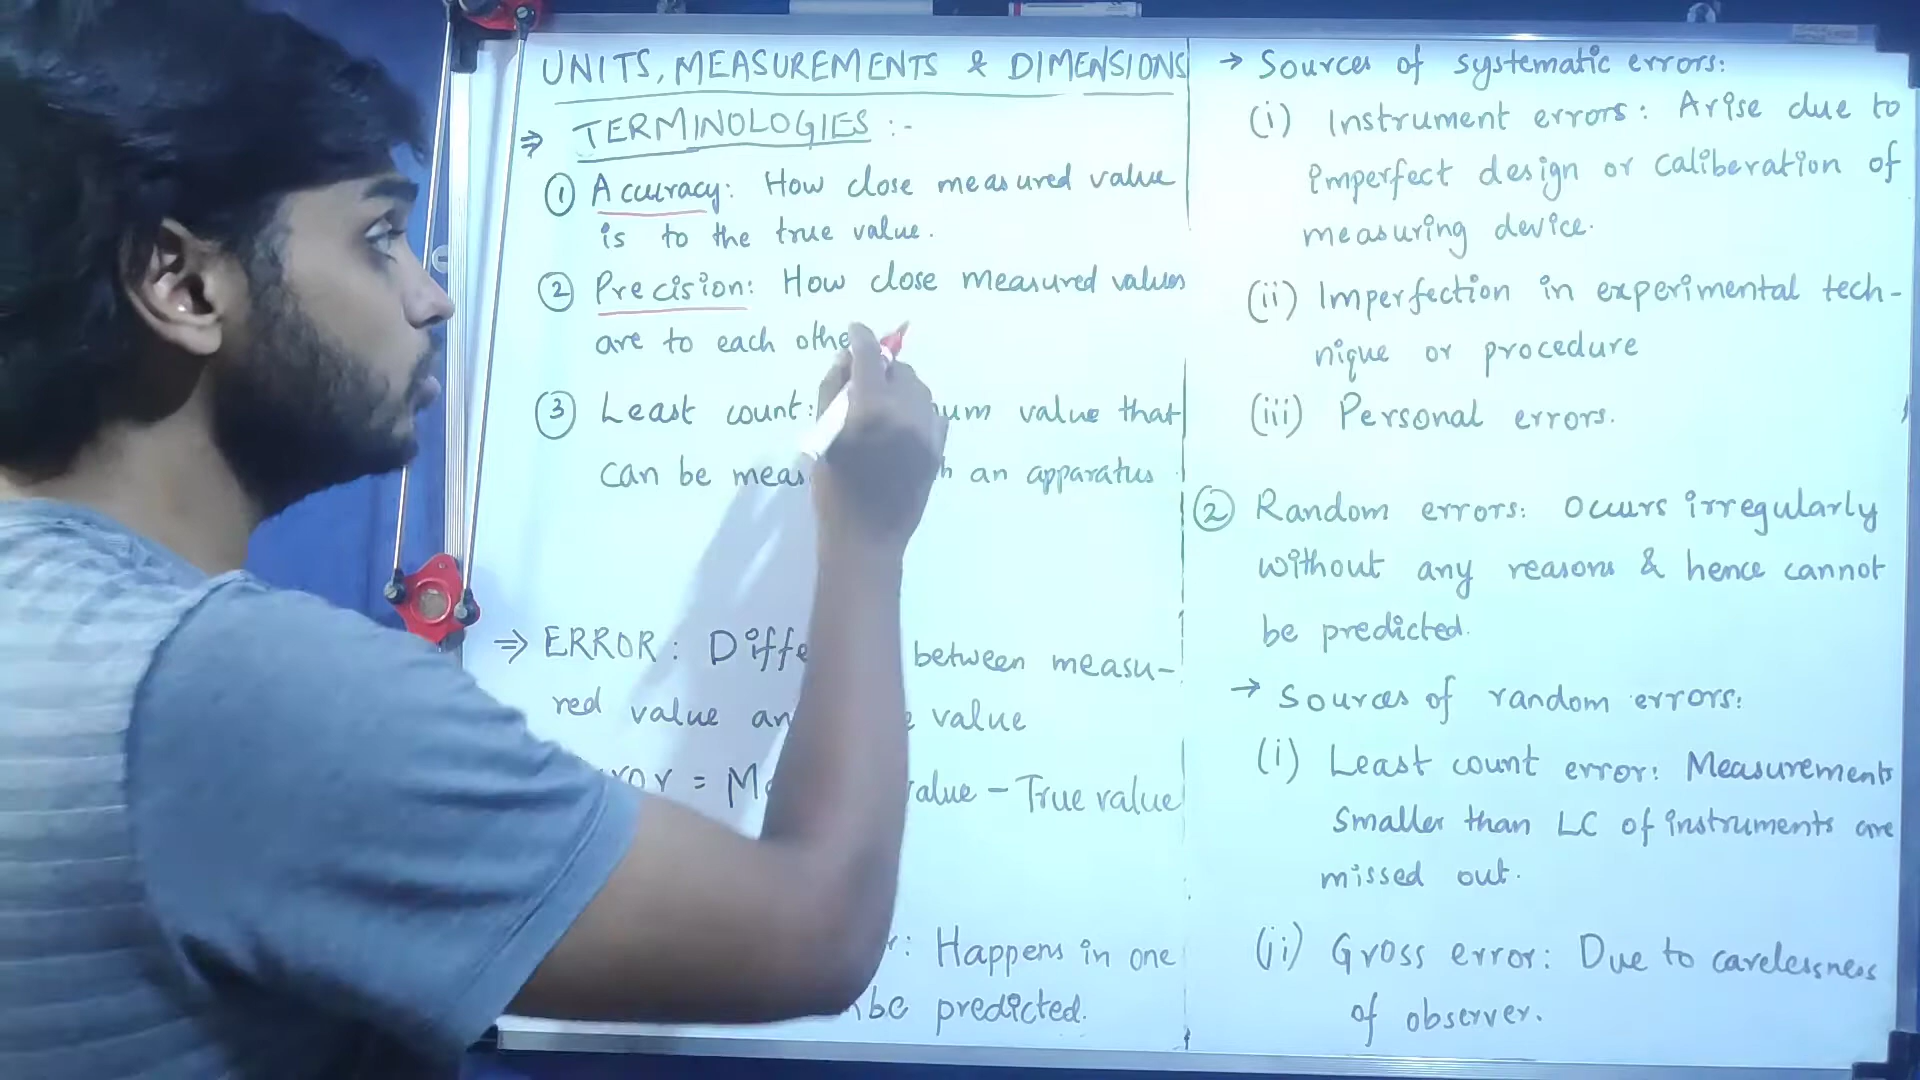 UNITS, MEASUREMENTS & DIMENSIONS
⇒ TERMINOLOGIES :-
① Accuracy: How close measured value
is to the true value.
② Precision: How close measured values
are to each othe
③ Least count: um value that
can be meas h an apparatus
⇒ ERROR: Diffe between measu-
red value an e value
ror = Me value - True value
r: Happens in one
be predicted.
→ Sources of systematic errors:
(i) Instrument errors: Arise due to
imperfect design or caliberation of
measuring device.
(ii) Imperfection in experimental tech-
nique or procedure
(iii) Personal errors.
② Random errors: Occurs irregularly
without any reasons & hence cannot
be predicted.
→ Sources of random errors:
(i) Least count error: Measurements
smaller than LC of instruments are
missed out.
(ii) Gross error: Due to carelessness
of observer.